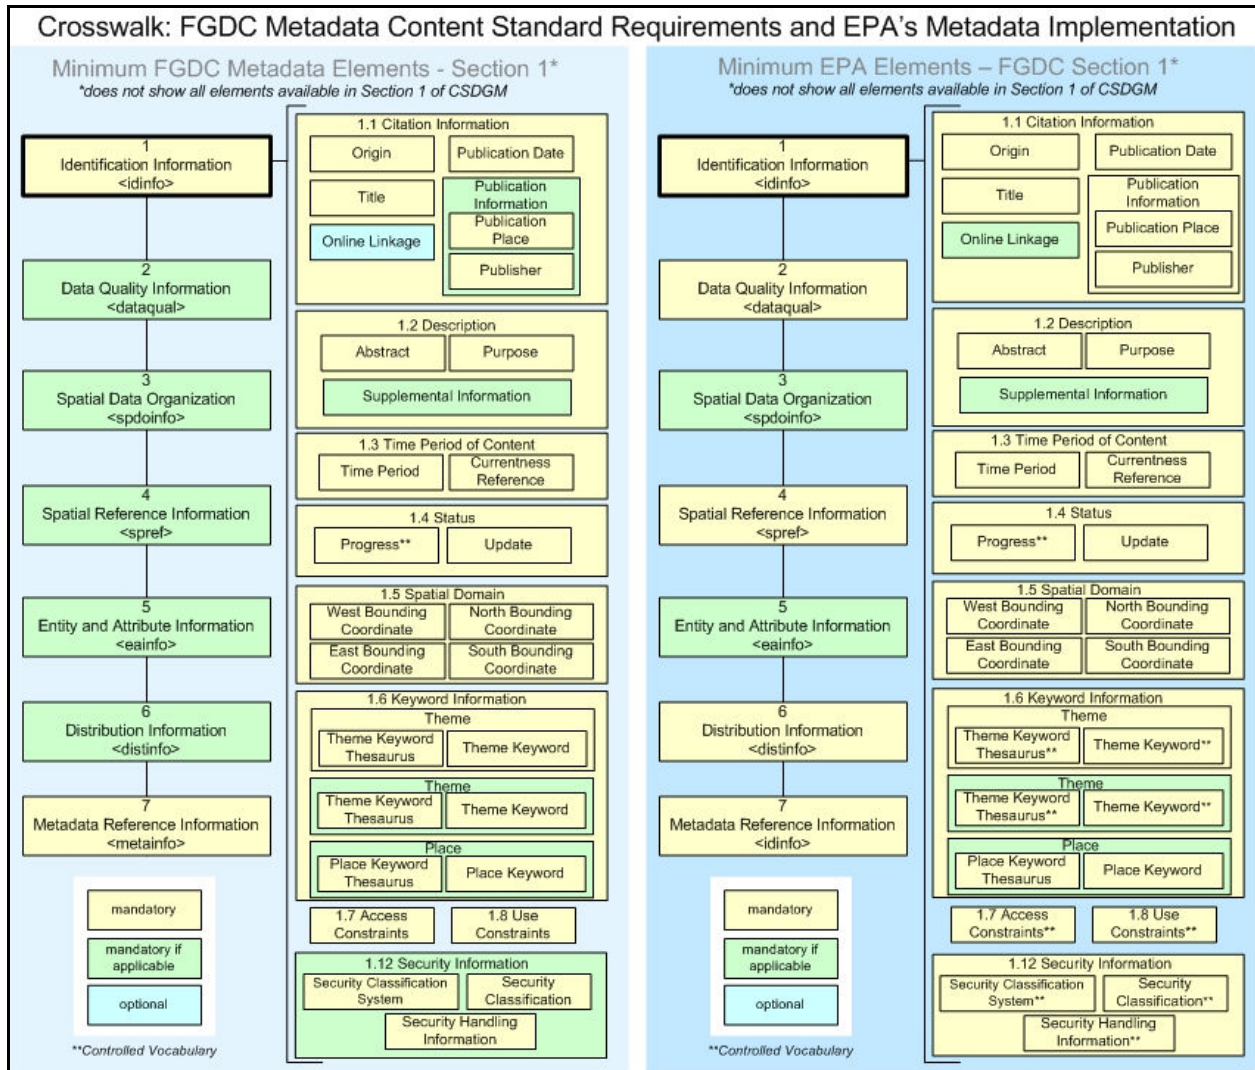 Crosswalk: FGDC Metadata Content Standard Requirements and EPA's Metadata Implementation
Minimum FGDC Metadata Elements - Section 1*
*does not show all elements available in Section 1 of CSDGM
1
Identification Information
<idinfo>
2
Data Quality Information
<dataqual>
3
Spatial Data Organization
<spdoinfo>
4
Spatial Reference Information
<spref>
5
Entity and Attribute Information
<eainfo>
6
Distribution Information
<distinfo>
7
Metadata Reference Information
<metainfo>
mandatory
mandatory if
applicable
optional
**Controlled Vocabulary
1.1 Citation Information
Origin
Publication Date
Title
Publication
Information
Online Linkage
Publication
Place
Publisher
1.2 Description
Abstract
Purpose
Supplemental Information
1.3 Time Period of Content
Time Period
Currentness
Reference
1.4 Status
Progress**
Update
1.5 Spatial Domain
West Bounding
Coordinate
North Bounding
Coordinate
East Bounding
Coordinate
South Bounding
Coordinate
1.6 Keyword Information
Theme
Theme Keyword
Thesaurus
Theme Keyword
Theme
Theme Keyword
Thesaurus
Theme Keyword
Place
Place Keyword
Thesaurus
Place Keyword
1.7 Access
Constraints
1.8 Use
Constraints
1.12 Security Information
Security Classification
System
Security
Classification
Security Handling
Information
Minimum EPA Elements – FGDC Section 1*
*does not show all elements available in Section 1 of CSDGM
1
Identification Information
<idinfo>
2
Data Quality Information
<dataqual>
3
Spatial Data Organization
<spdoinfo>
4
Spatial Reference Information
<spref>
5
Entity and Attribute Information
<eainfo>
6
Distribution Information
<distinfo>
7
Metadata Reference Information
<idinfo>
mandatory
mandatory if
applicable
optional
**Controlled Vocabulary
1.1 Citation Information
Origin
Publication Date
Title
Publication
Information
Online Linkage
Publication Place
Publisher
1.2 Description
Abstract
Purpose
Supplemental Information
1.3 Time Period of Content
Time Period
Currentness
Reference
1.4 Status
Progress**
Update
1.5 Spatial Domain
West Bounding
Coordinate
North Bounding
Coordinate
East Bounding
Coordinate
South Bounding
Coordinate
1.6 Keyword Information
Theme
Theme Keyword
Thesaurus**
Theme Keyword**
Theme
Theme Keyword
Thesaurus**
Theme Keyword**
Place
Place Keyword
Thesaurus
Place Keyword
1.7 Access
Constraints**
1.8 Use
Constraints**
1.12 Security Information
Security Classification
System**
Security
Classification**
Security Handling
Information**